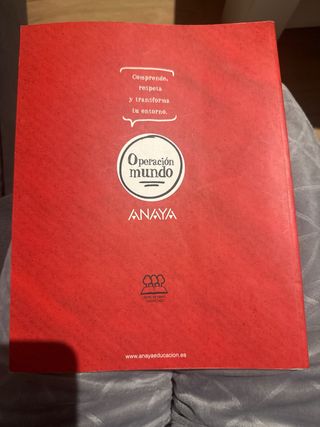 Comprende,
respeta
y transforma
tu entorno.
Operación
mundo
ANAYA
www.anayaeducacion.es